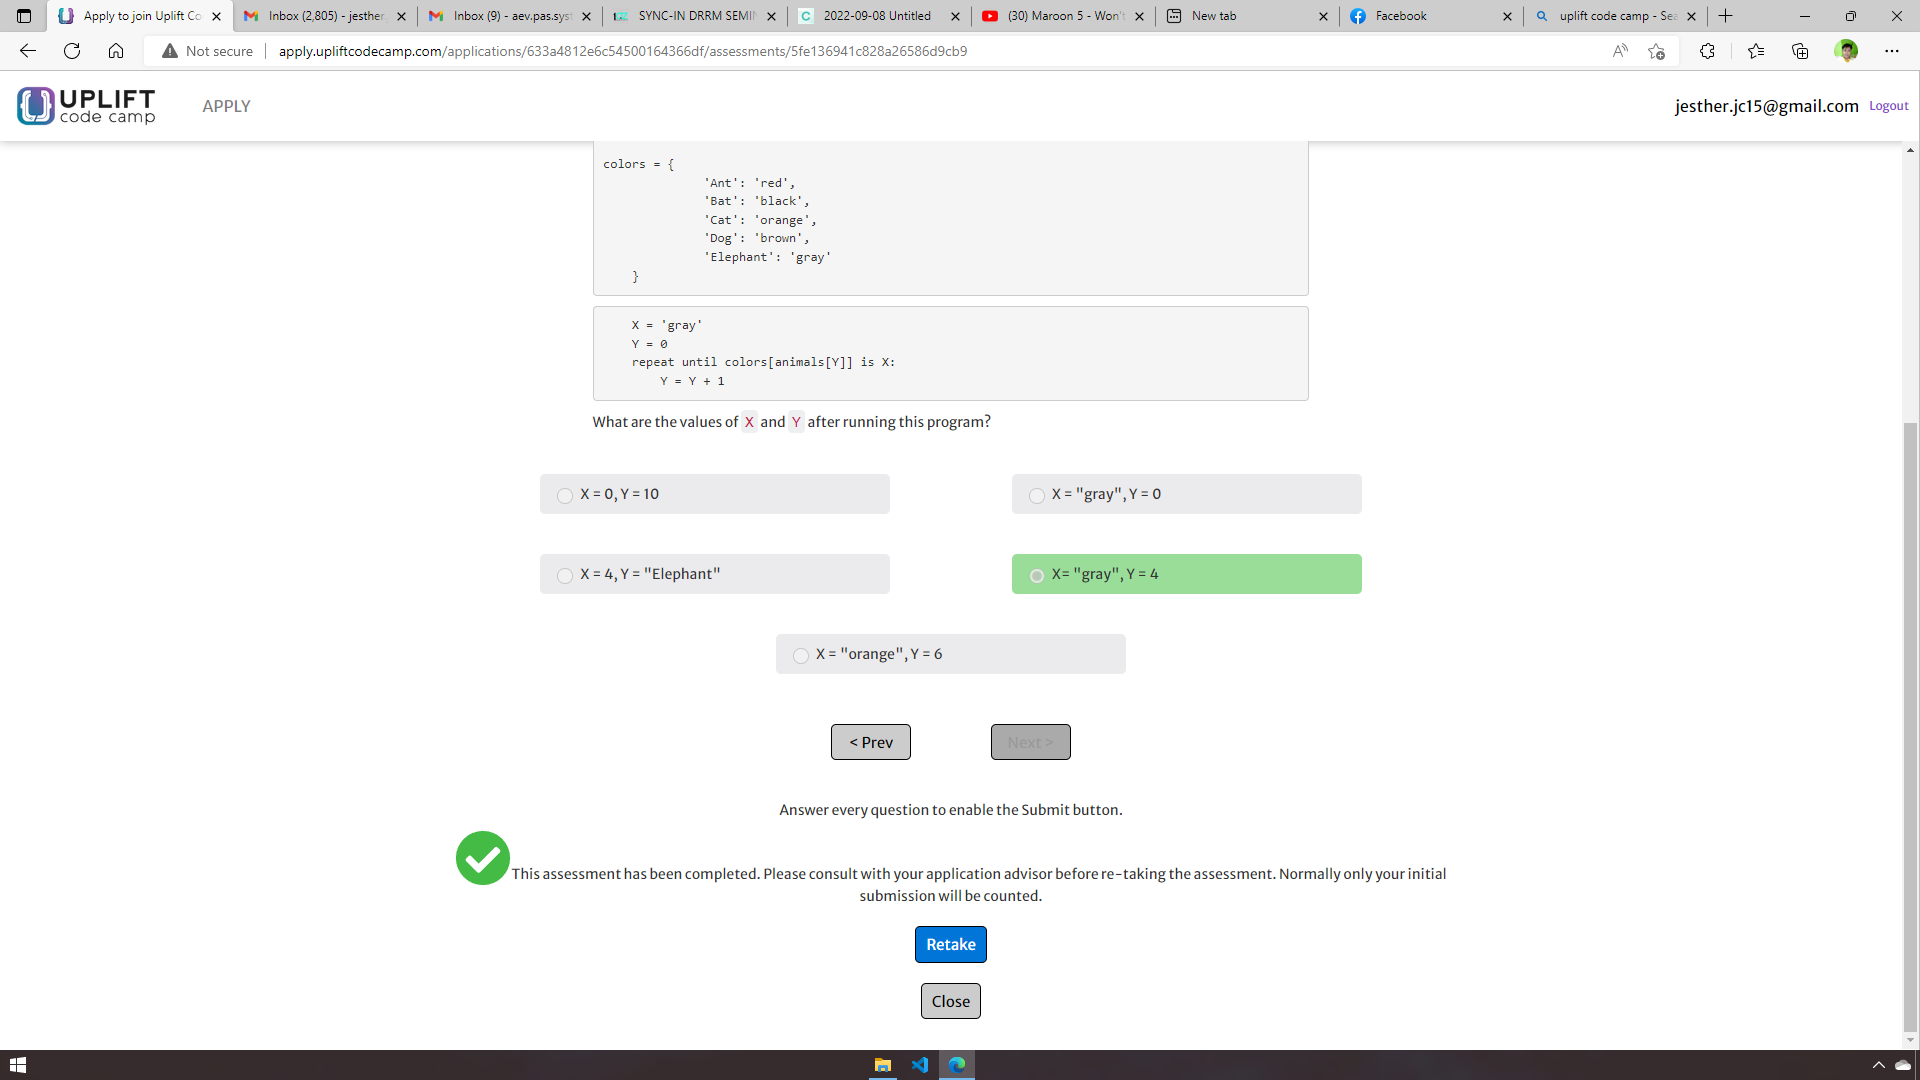 Apply to join Uplift Co
Inbox (2,805) - jesther.
Inbox (9) - aev.pas.syst
SYNC-IN DRRM SEMIN
2022-09-08 Untitled
(30) Maroon 5 - Won't
New tab
Facebook
uplift code camp - Sea
Not secure
apply.upliftcodecamp.com/applications/633a4812e6c54500164366df/assessments/5fe136941c828a26586d9cb9
UPLIFT
code camp
APPLY
jesther.jc15@gmail.com
Logout
colors = {
'Ant': 'red',
'Bat': 'black',
'Cat': 'orange',
'Dog': 'brown',
'Elephant': 'gray'
}
X = 'gray'
Y = 0
repeat until colors[animals[Y]] is X:
Y = Y + 1
What are the values of X and Y after running this program?
X = 0, Y = 10
X = "gray", Y = 0
X = 4, Y = "Elephant"
X= "gray", Y = 4
X = "orange", Y = 6
< Prev
Next >
Answer every question to enable the Submit button.
This assessment has been completed. Please consult with your application advisor before re-taking the assessment. Normally only your initial
submission will be counted.
Retake
Close